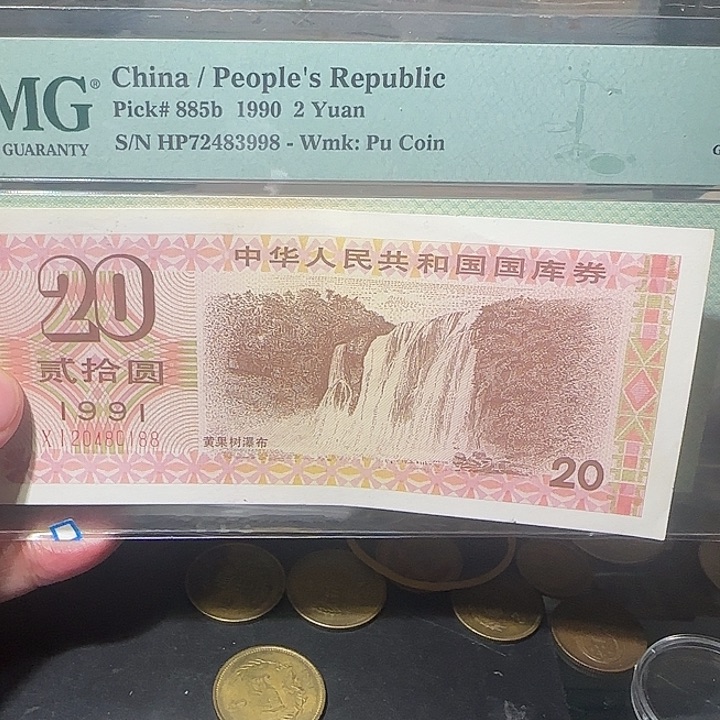 MG®
GUARANTY
China / People's Republic
Pick# 885b 1990 2 Yuan
S/N HP72483998 - Wmk: Pu Coin
G
中华人民共和国国库券
20
贰拾圆
1991
XI20480188
黄果树瀑布
20